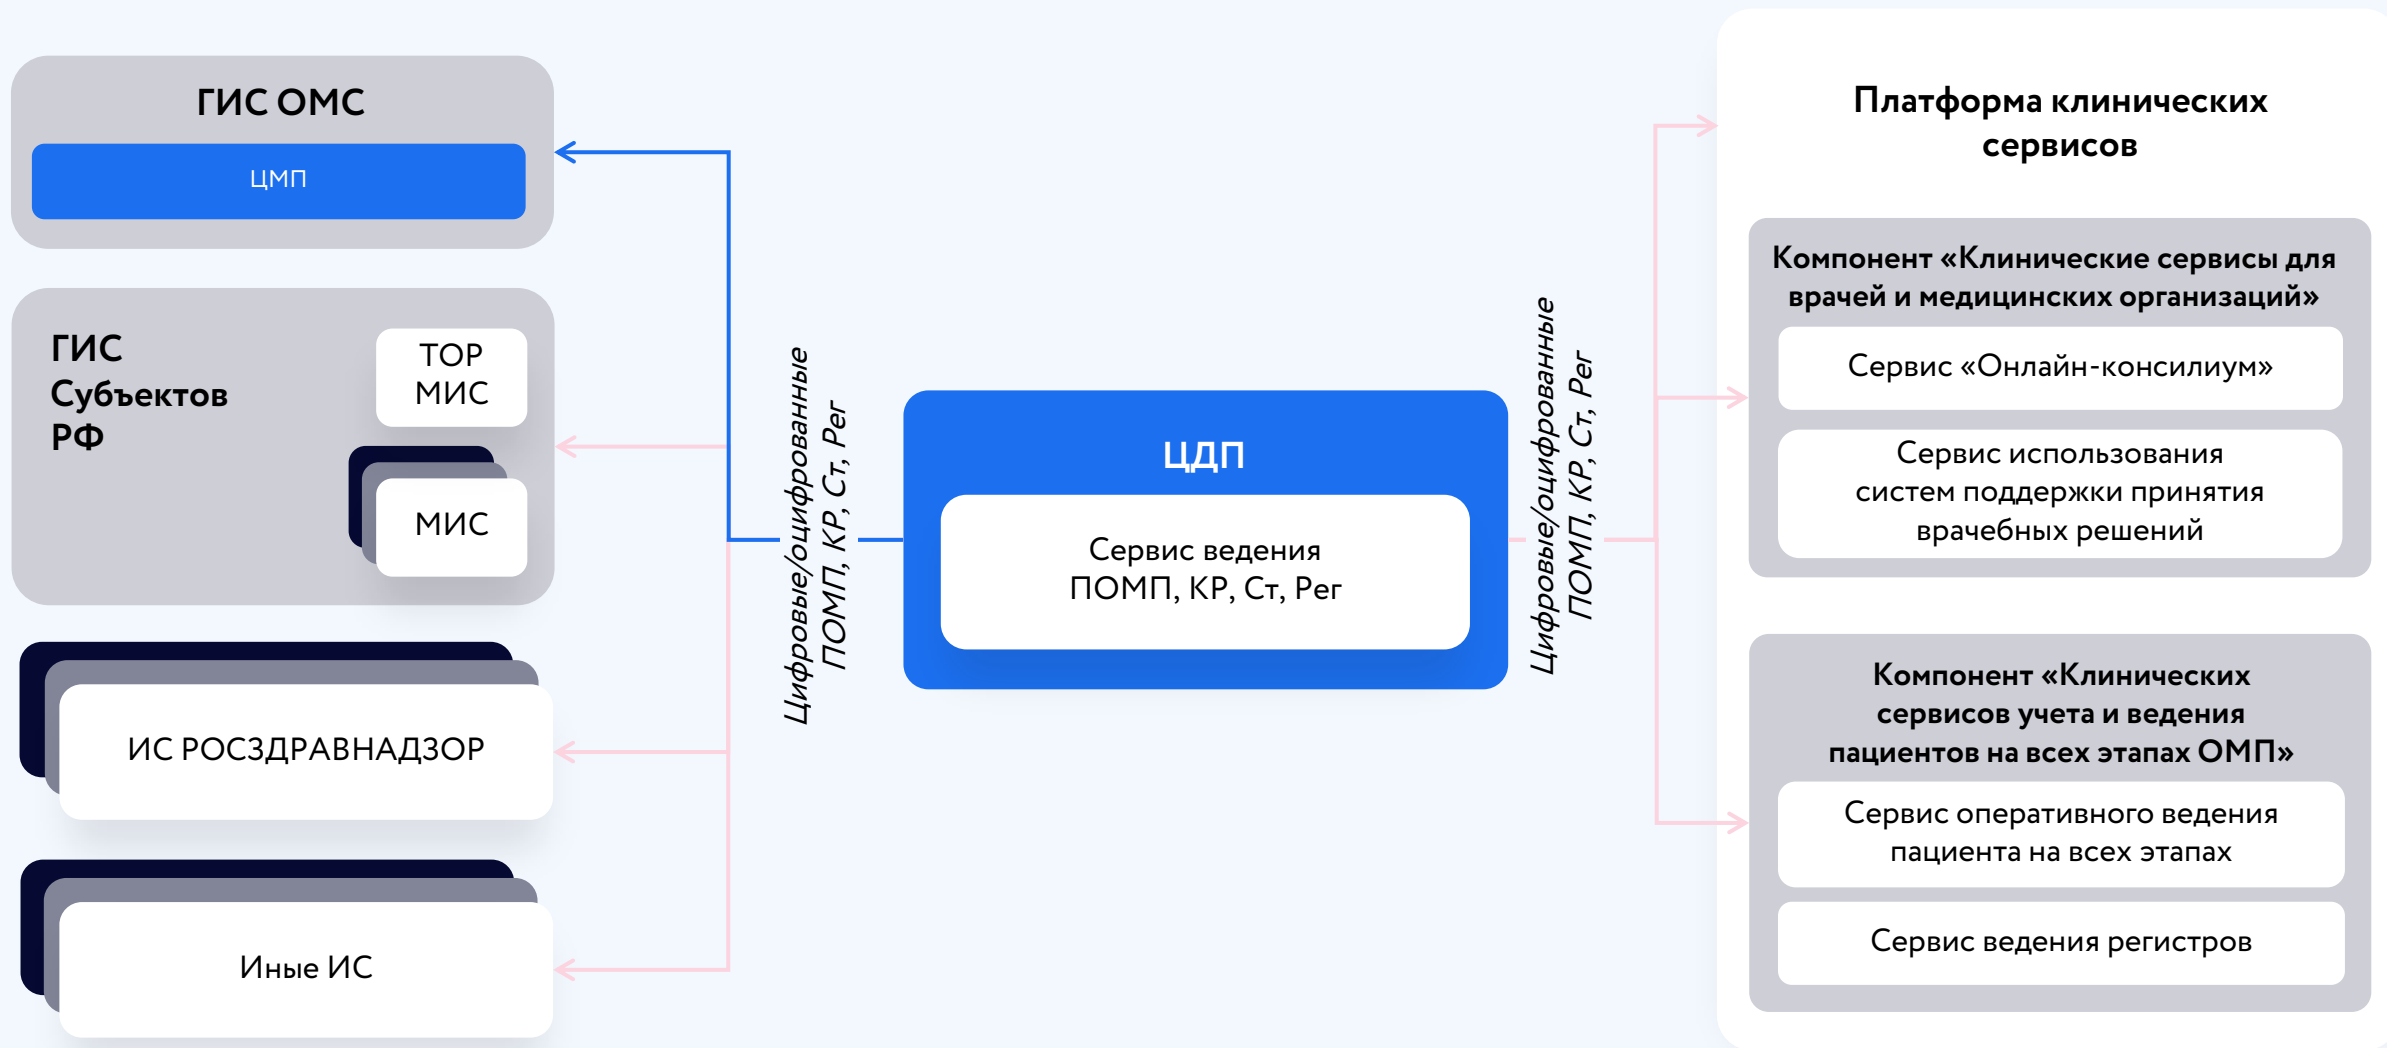 ГИС ОМС
ЦМП
ГИС
Субъектов
РФ
ТОР
МИС
МИС
ИС РОСЗДРАВНАДЗОР
Иные ИС
Цифровые/оцифрованные
ПОМП, КР, Ст, Рег
ЦДП
Сервис ведения
ПОМП, КР, Ст, Рег
Цифровые/оцифрованные
ПОМП, КР, Ст, Рег
Платформа клинических
сервисов
Компонент «Клинические сервисы для
врачей и медицинских организаций»
Сервис «Онлайн-консилиум»
Сервис использования
систем поддержки принятия
врачебных решений
Компонент «Клинических
сервисов учета и ведения
пациентов на всех этапах ОМП»
Сервис оперативного ведения
пациента на всех этапах
Сервис ведения регистров